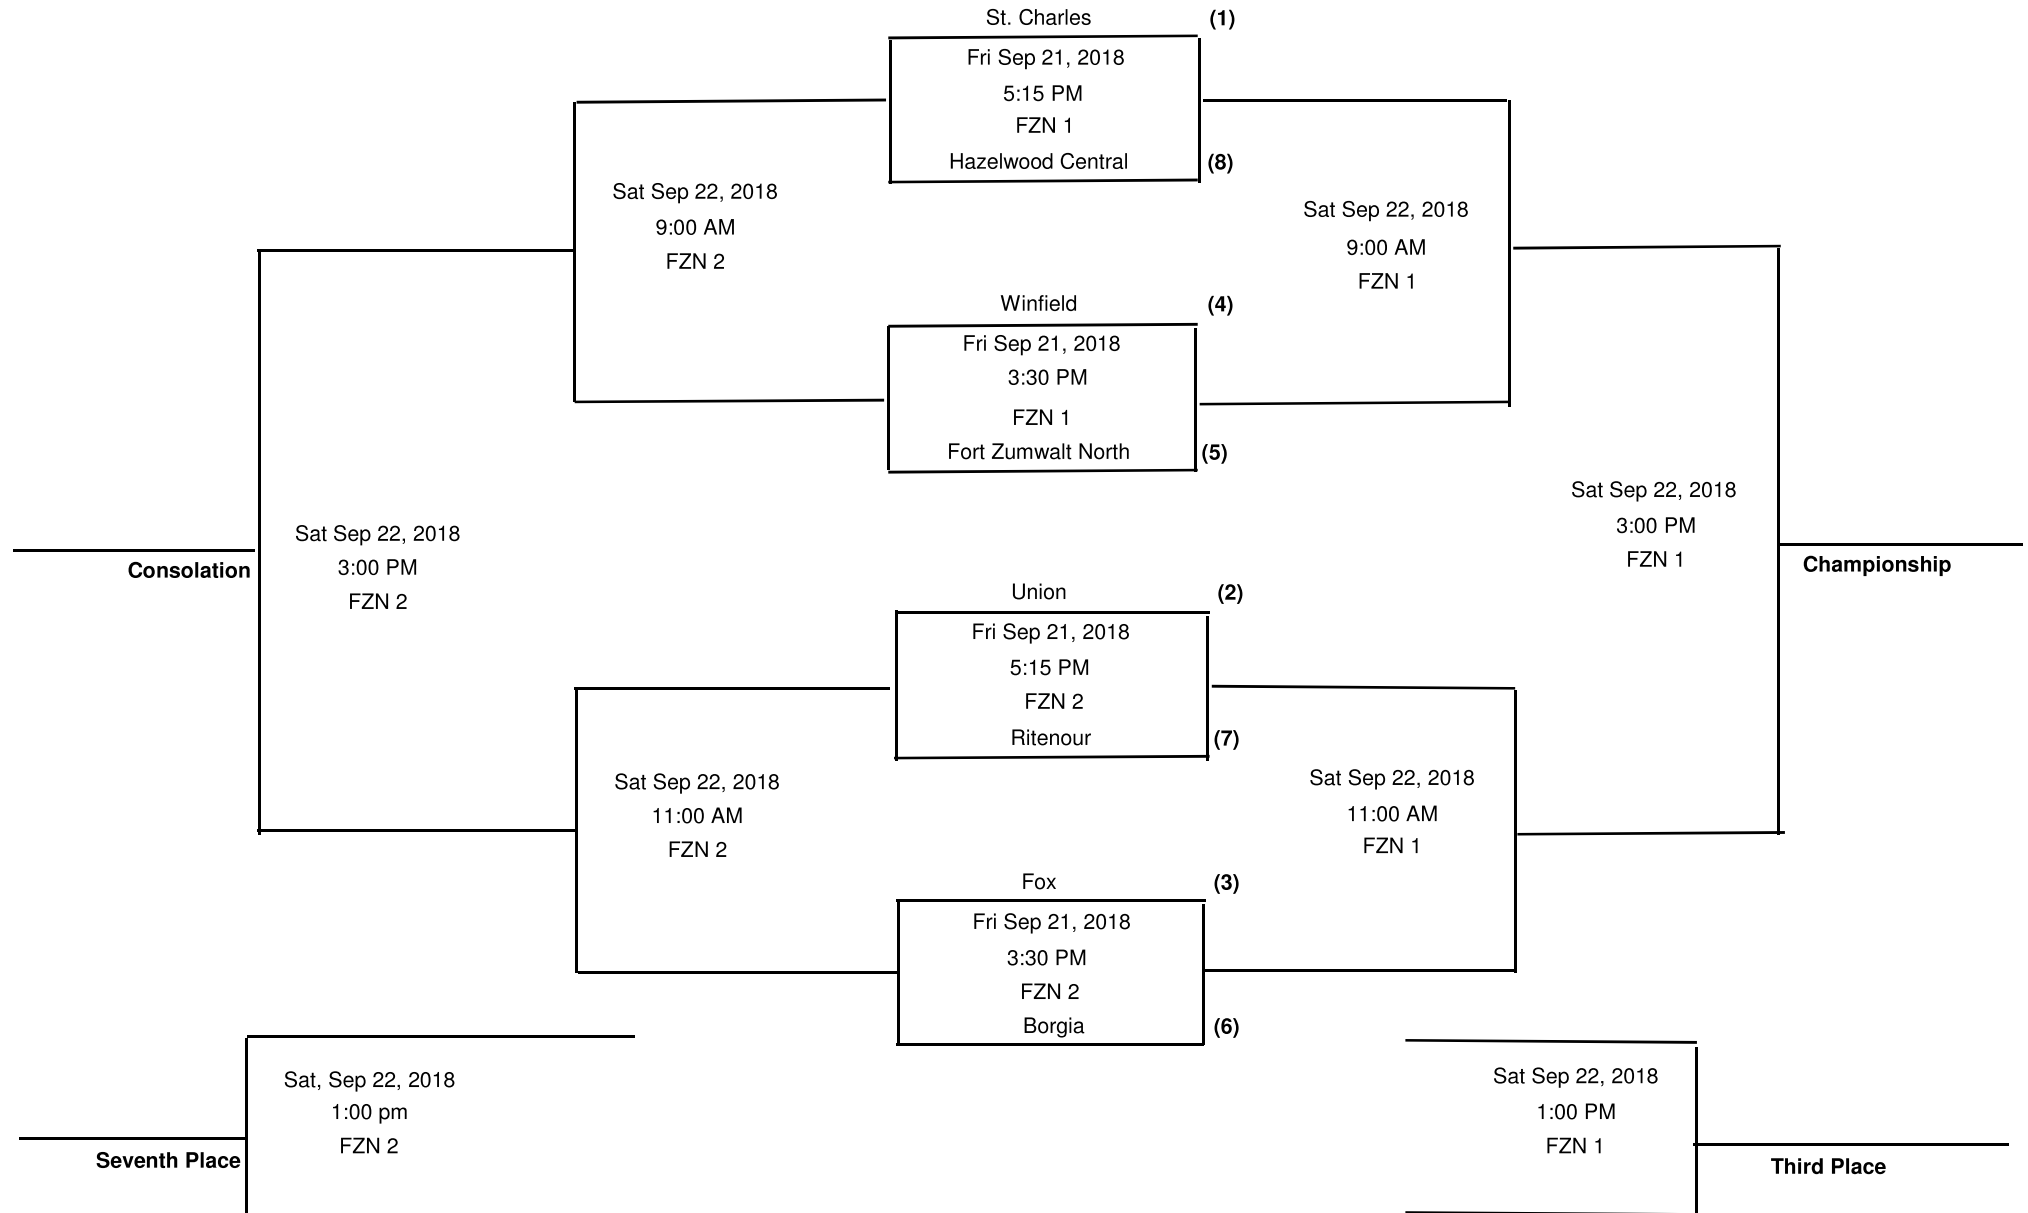 St. Charles (1)
Fri Sep 21, 2018
5:15 PM
FZN 1
Hazelwood Central (8)
Sat Sep 22, 2018
9:00 AM
FZN 2
Sat Sep 22, 2018
9:00 AM
FZN 1
Winfield (4)
Fri Sep 21, 2018
3:30 PM
FZN 1
Fort Zumwalt North (5)
Sat Sep 22, 2018
3:00 PM
FZN 2
Consolation
Sat Sep 22, 2018
3:00 PM
FZN 1
Championship
Union (2)
Fri Sep 21, 2018
5:15 PM
FZN 2
Ritenour (7)
Sat Sep 22, 2018
11:00 AM
FZN 2
Sat Sep 22, 2018
11:00 AM
FZN 1
Fox (3)
Fri Sep 21, 2018
3:30 PM
FZN 2
Borgia (6)
Sat, Sep 22, 2018
1:00 pm
FZN 2
Seventh Place
Sat Sep 22, 2018
1:00 PM
FZN 1
Third Place